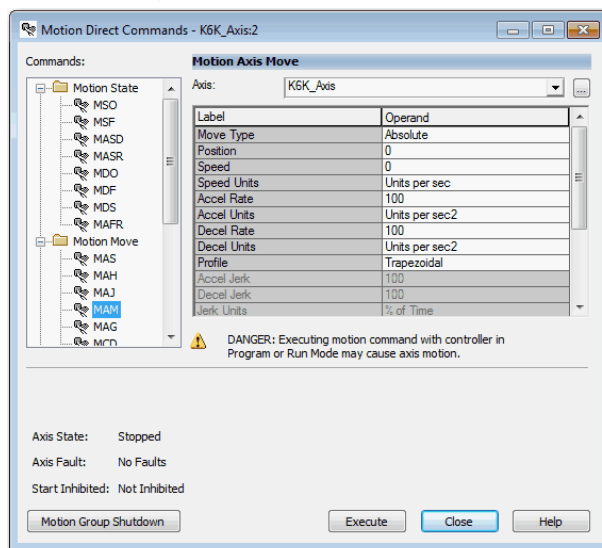 Motion Direct Commands - K6K_Axis:2
Commands:
Motion State
MSO
MSF
MASD
MASR
MDO
MDF
MDS
MAFR
Motion Move
MAS
MAH
MAJ
MAM
MAG
MCD
Motion Axis Move
Axis: K6K_Axis ...
Label Operand
Move Type Absolute
Position 0
Speed 0
Speed Units Units per sec
Accel Rate 100
Accel Units Units per sec2
Decel Rate 100
Decel Units Units per sec2
Profile Trapezoidal
Accel Jerk 100
Decel Jerk 100
Jerk Units % of Time
DANGER: Executing motion command with controller in
Program or Run Mode may cause axis motion.
Axis State: Stopped
Axis Fault: No Faults
Start Inhibited: Not Inhibited
Motion Group Shutdown Execute Close Help